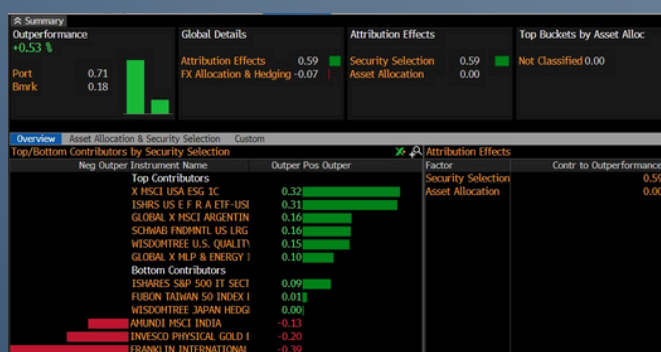 Summary
Outperformance
+0.53 %
Port 0.71
Bmrk 0.18
Global Details
Attribution Effects 0.59
FX Allocation & Hedging -0.07
Attribution Effects
Security Selection 0.59
Asset Allocation 0.00
Top Buckets by Asset Alloc
Not Classified 0.00
Overview Asset Allocation & Security Selection Custom
Top/Bottom Contributors by Security Selection
Neg Outper Instrument Name Outper Pos Outper
Top Contributors
X MSCI USA ESG 1C 0.32
ISHRS US E F R A ETF-USI 0.31
GLOBAL X MSCI ARGENTIN 0.16
SCHWAB FNDMNTL US LRG 0.16
WISDOMTREE U.S. QUALIT 0.15
GLOBAL X MLP & ENERGY 0.10
Bottom Contributors
ISHARES S&P 500 IT SECT 0.09
FUBON TAIWAN 50 INDEX 0.01
WISDOMTREE JAPAN HEDG 0.00
AMUNDI MSCI INDIA -0.13
INVESCO PHYSICAL GOLD E -0.20
FRANKLIN INTERNATIONAL -0.39
Attribution Effects
Factor Contr to Outperformance
Security Selection 0.59
Asset Allocation 0.00